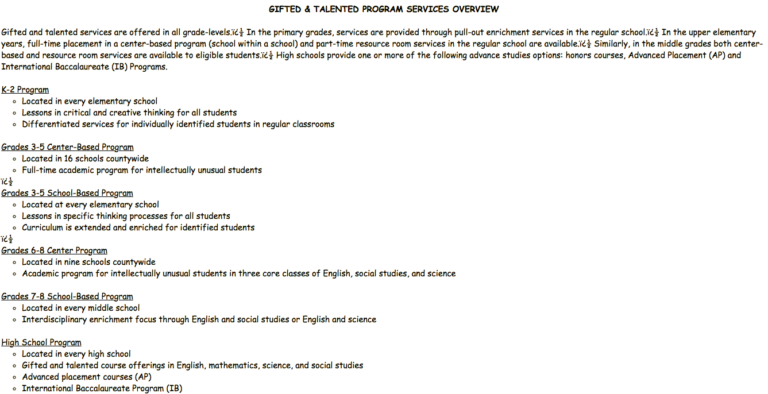 GIFTED & TALENTED PROGRAM SERVICES OVERVIEW
Gifted and talented services are offered in all grade-levels.ï¿½ In the primary grades, services are provided through pull-out enrichment services in the regular school.ï¿½ In the upper elementary
years, full-time placement in a center-based program (school within a school) and part-time resource room services in the regular school are available.ï¿½ Similarly, in the middle grades both center-
based and resource room services are available to eligible students.ï¿½ High schools provide one or more of the following advance studies options: honors courses, Advanced Placement (AP) and
International Baccalaureate (IB) Programs.
K-2 Program
Located in every elementary school
Lessons in critical and creative thinking for all students
Differentiated services for individually identified students in regular classrooms
Grades 3-5 Center-Based Program
Located in 16 schools countywide
Full-time academic program for intellectually unusual students
ï¿½
Grades 3-5 School-Based Program
Located at every elementary school
Lessons in specific thinking processes for all students
Curriculum is extended and enriched for identified students
ï¿½
Grades 6-8 Center Program
Located in nine schools countywide
Academic program for intellectually unusual students in three core classes of English, social studies, and science
Grades 7-8 School-Based Program
Located in every middle school
Interdisciplinary enrichment focus through English and social studies or English and science
High School Program
Located in every high school
Gifted and talented course offerings in English, mathematics, science, and social studies
Advanced placement courses (AP)
International Baccalaureate Program (IB)